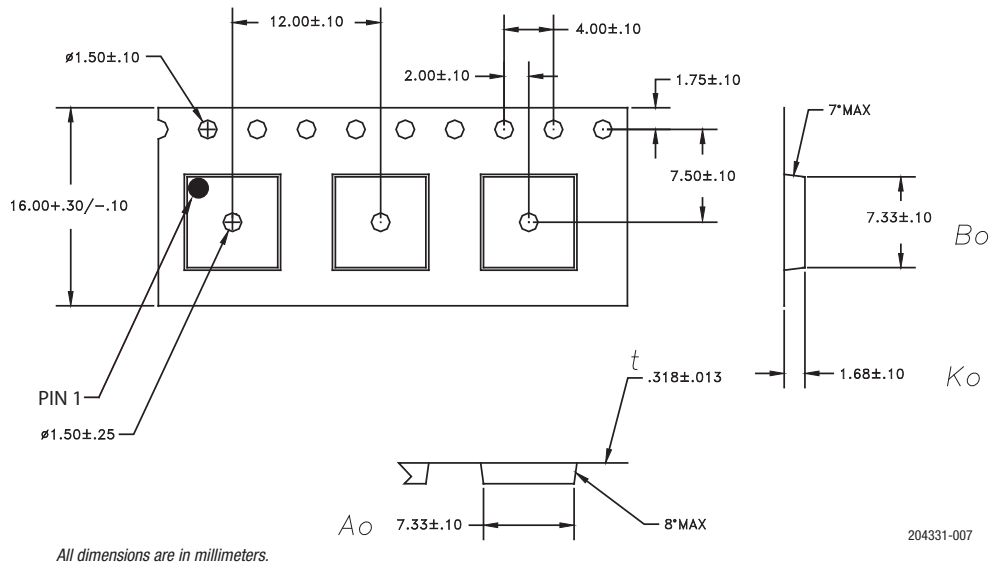 12.00±.10
4.00±.10
ø1.50±.10
2.00±.10
1.75±.10
7°MAX
7.50±.10
16.00+.30/-.10
7.33±.10
Bo
t
.318±.013
1.68±.10
Ko
PIN 1
ø1.50±.25
Ao
7.33±.10
8°MAX
204331-007
All dimensions are in millimeters.